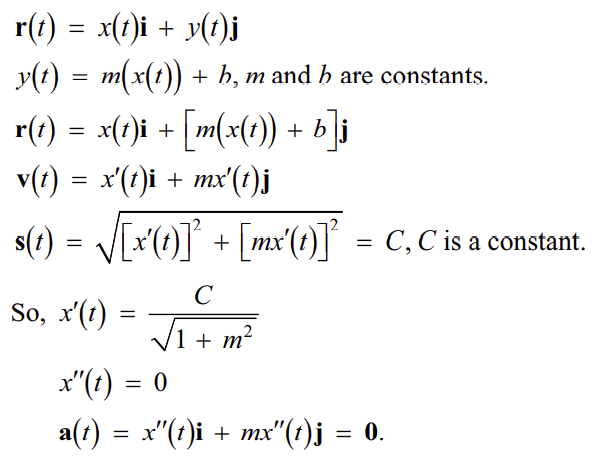 r(t) = x(t)i + y(t)j
y(t) = m(x(t)) + b, m and b are constants.
r(t) = x(t)i + [m(x(t)) + b]j
v(t) = x′(t)i + mx′(t)j
s(t) = √([x′(t)]² + [mx′(t)]²) = C, C is a constant.
So, x′(t) = C / √(1 + m²)
x″(t) = 0
a(t) = x″(t)i + mx″(t)j = 0.